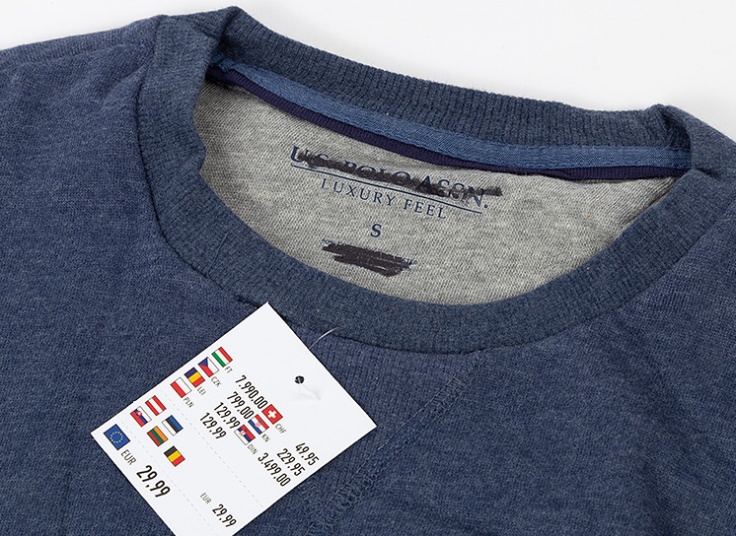 U.S. POLO ASSN.
LUXURY FEEL
S
FT 7.990,00
CZK 799,00
LEI 129,99
PLN 129,99
CHF 49,95
KN 229,95
DIN 3.499,00
EUR 29,99
EUR 29,99